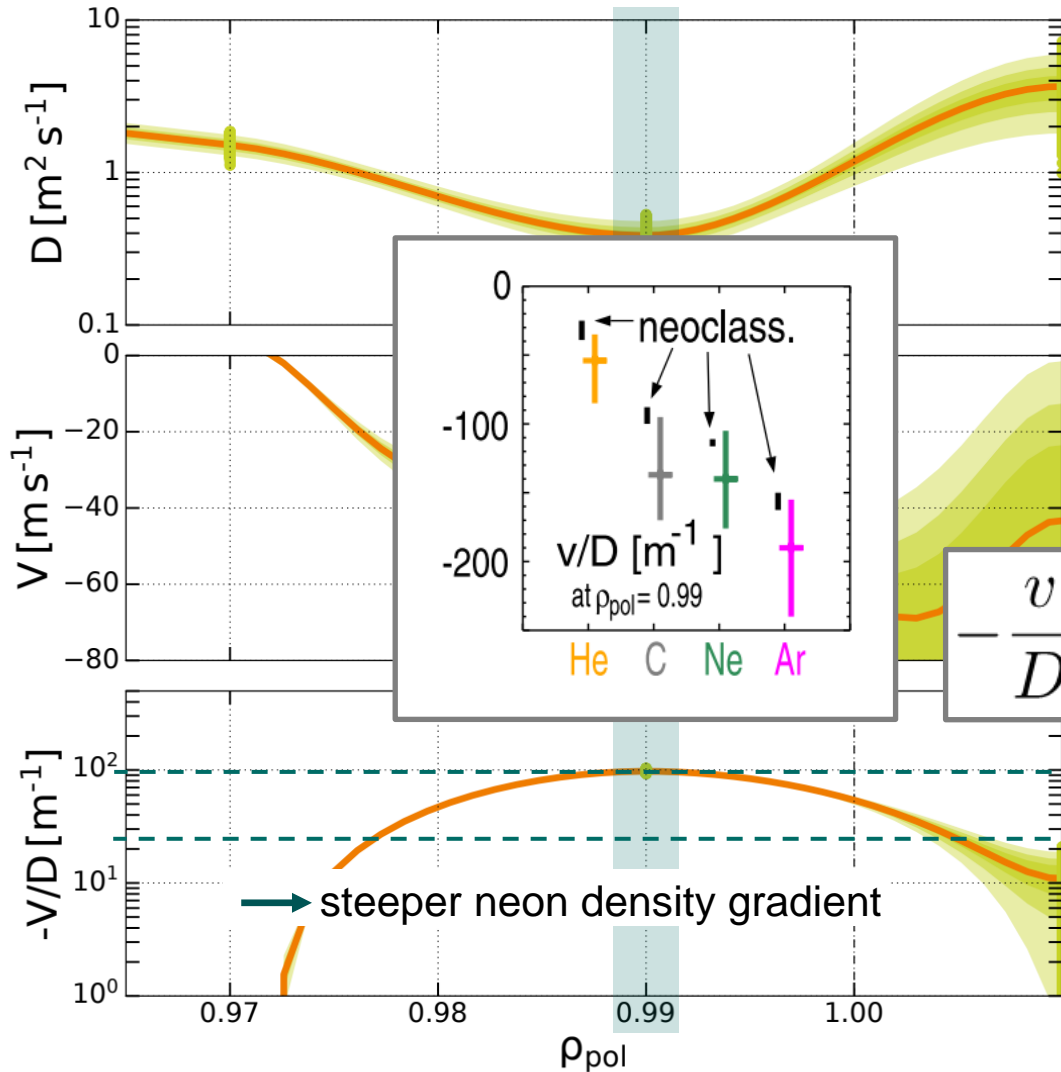 10
1
0.1
D [m² s⁻¹]
0
−20
−40
−60
−80
V [m s⁻¹]
0
-100
-200
neoclass.
v/D [m⁻¹ ]
at ρpol= 0.99
He C Ne Ar
− v
D
10²
10¹
10⁰
-V/D [m⁻¹]
steeper neon density gradient
0.97 0.98 0.99 1.00
ρpol